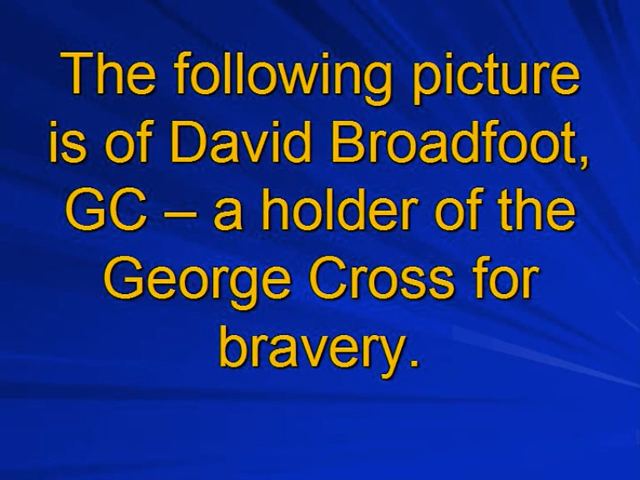 The following picture
is of David Broadfoot,
GC – a holder of the
George Cross for
bravery.